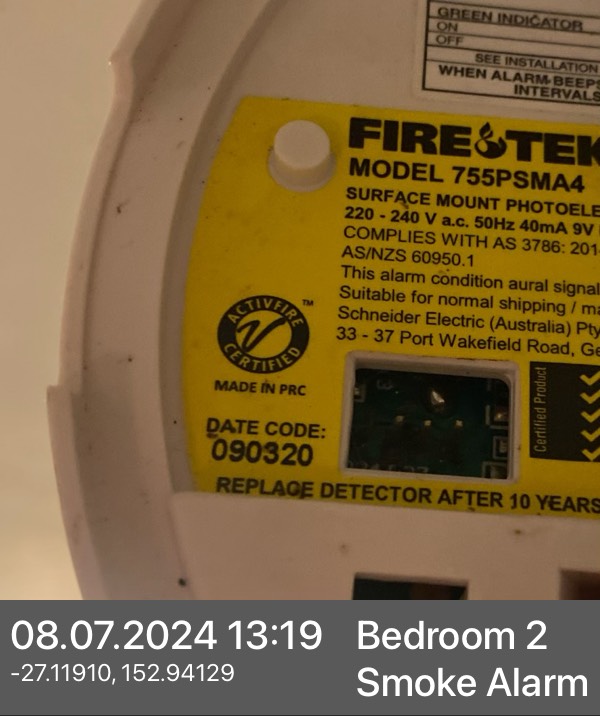 GREEN INDICATOR
ON
OFF
SEE INSTALLATION
WHEN ALARM BEEPS
INTERVALS
FIRE TEK
MODEL 755PSMA4
SURFACE MOUNT PHOTOELE
220 - 240 V a.c. 50Hz 40mA 9V
COMPLIES WITH AS 3786: 201
AS/NZS 60950.1
This alarm condition aural signal
Suitable for normal shipping / ma
Schneider Electric (Australia) Pty
33 - 37 Port Wakefield Road, Ge
ACTIVFIRE
TM
CERTIFIED
MADE IN PRC
Certified Product
DATE CODE:
090320
REPLACE DETECTOR AFTER 10 YEARS
08.07.2024 13:19
-27.11910, 152.94129
Bedroom 2
Smoke Alarm